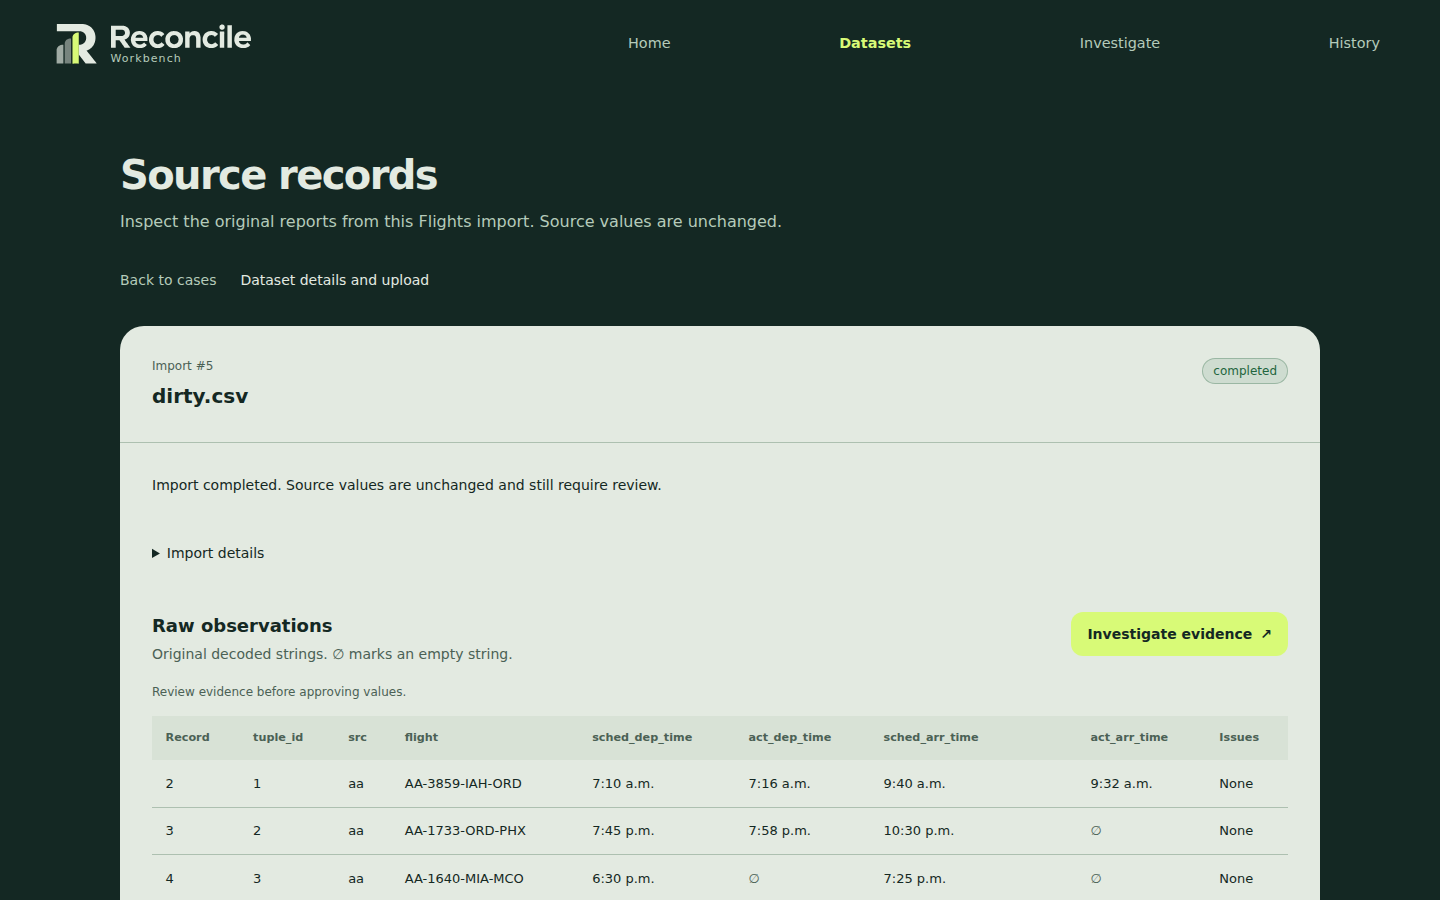 Reconcile
Workbench
Home Datasets Investigate History
Source records
Inspect the original reports from this Flights import. Source values are unchanged.
Back to cases Dataset details and upload
Import #5
completed
dirty.csv
Import completed. Source values are unchanged and still require review.
▶ Import details
Raw observations
Investigate evidence ↗
Original decoded strings. ∅ marks an empty string.
Review evidence before approving values.
Record tuple_id src flight sched_dep_time act_dep_time sched_arr_time act_arr_time Issues
2 1 aa AA-3859-IAH-ORD 7:10 a.m. 7:16 a.m. 9:40 a.m. 9:32 a.m. None
3 2 aa AA-1733-ORD-PHX 7:45 p.m. 7:58 p.m. 10:30 p.m. ∅ None
4 3 aa AA-1640-MIA-MCO 6:30 p.m. ∅ 7:25 p.m. ∅ None